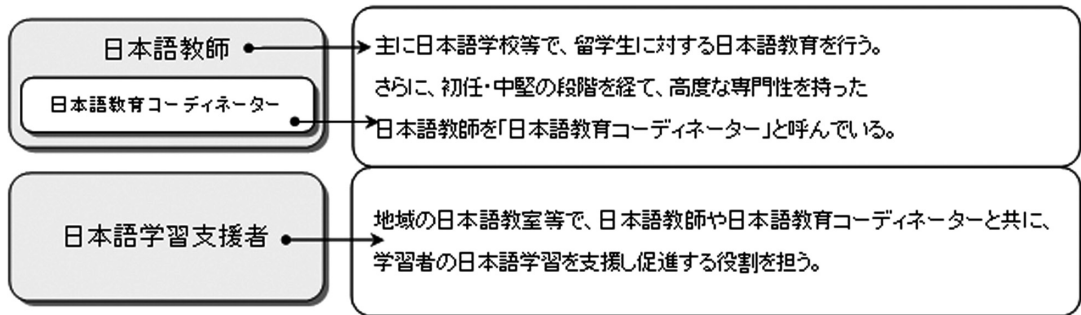 日本語教師
日本語教育コーディネーター
主に日本語学校等で、留学生に対する日本語教育を行う。
さらに、初任・中堅の段階を経て、高度な専門性を持った
日本語教師を「日本語教育コーディネーター」と呼んでいる。
日本語学習支援者
地域の日本語教室等で、日本語教師や日本語教育コーディネーターと共に、
学習者の日本語学習を支援し促進する役割を担う。